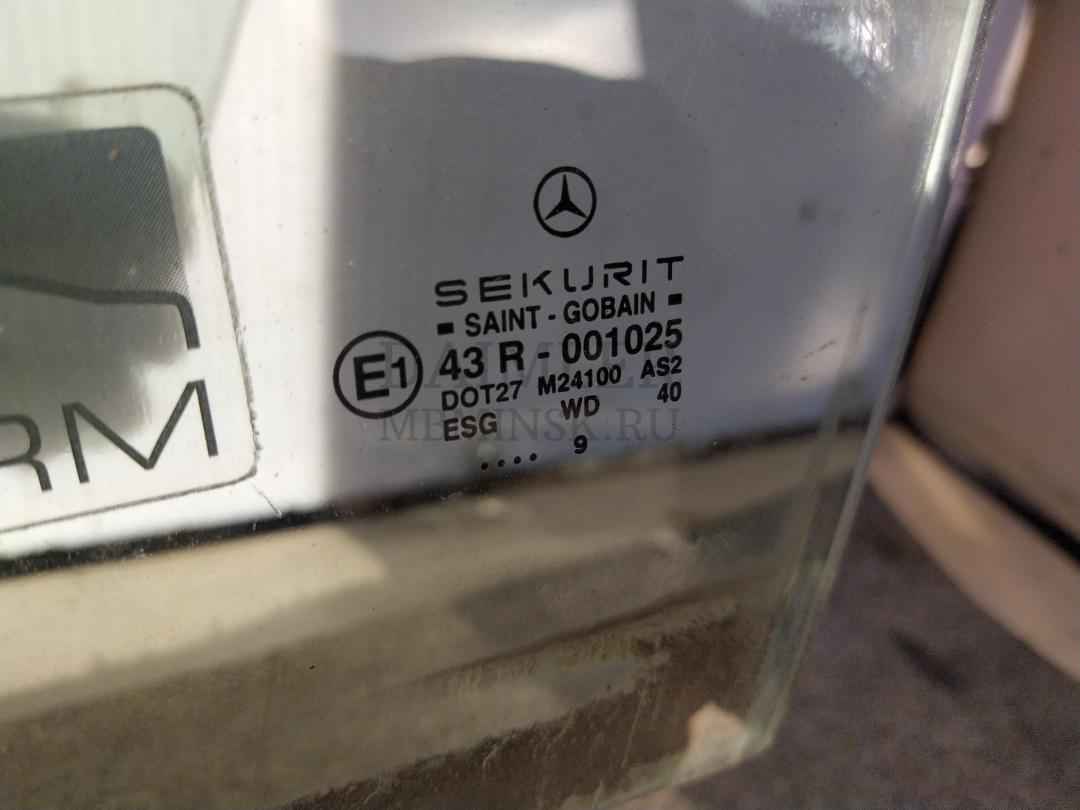 SEKURIT
▪ SAINT - GOBAIN ▪
E1 43 R - 001025
DOT27 M24100 AS2
ESG WD 40
.... 9
RM
MBMINSK.RU